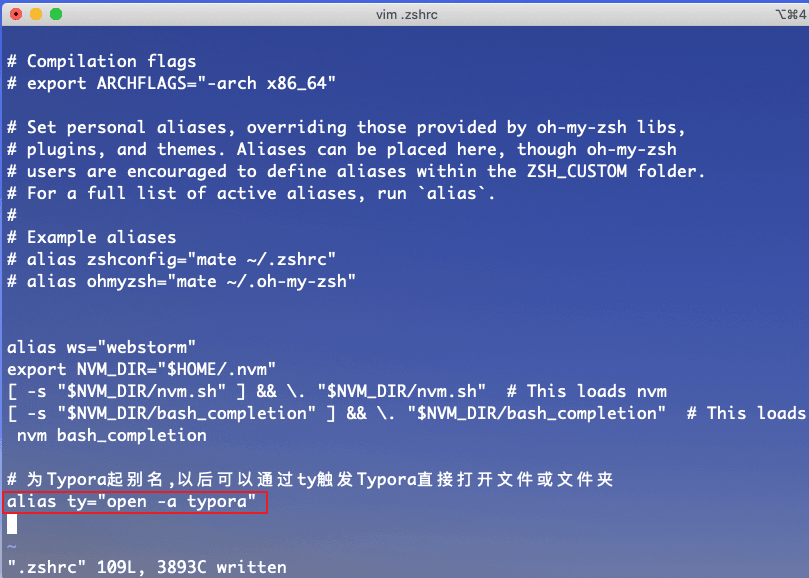 vim .zshrc
⌥⌘4
# Compilation flags
# export ARCHFLAGS="-arch x86_64"
# Set personal aliases, overriding those provided by oh-my-zsh libs,
# plugins, and themes. Aliases can be placed here, though oh-my-zsh
# users are encouraged to define aliases within the ZSH_CUSTOM folder.
# For a full list of active aliases, run `alias`.
#
# Example aliases
# alias zshconfig="mate ~/.zshrc"
# alias ohmyzsh="mate ~/.oh-my-zsh"
alias ws="webstorm"
export NVM_DIR="$HOME/.nvm"
[ -s "$NVM_DIR/nvm.sh" ] && \. "$NVM_DIR/nvm.sh"  # This loads nvm
[ -s "$NVM_DIR/bash_completion" ] && \. "$NVM_DIR/bash_completion"  # This loads
 nvm bash_completion
# 为Typora起别名,以后可以通过ty触发Typora直接打开文件或文件夹
alias ty="open -a typora"
~
".zshrc" 109L, 3893C written